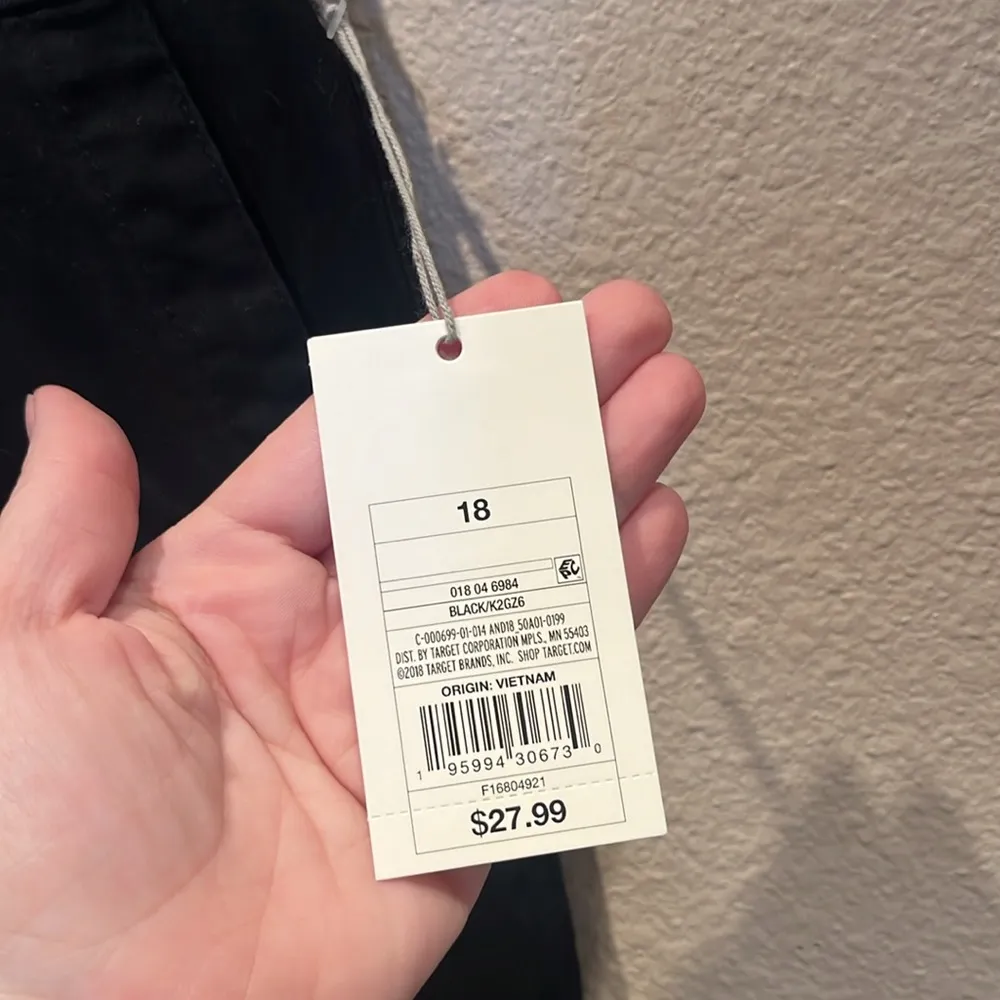 18
018 04 6984
BLACK/K2GZ6
C-000699-01-014 AND18_50A01-0199
DIST. BY TARGET CORPORATION MPLS., MN 55403
©2018 TARGET BRANDS, INC. SHOP TARGET.COM
ORIGIN: VIETNAM
1 95994 30673 0
F16804921
$27.99